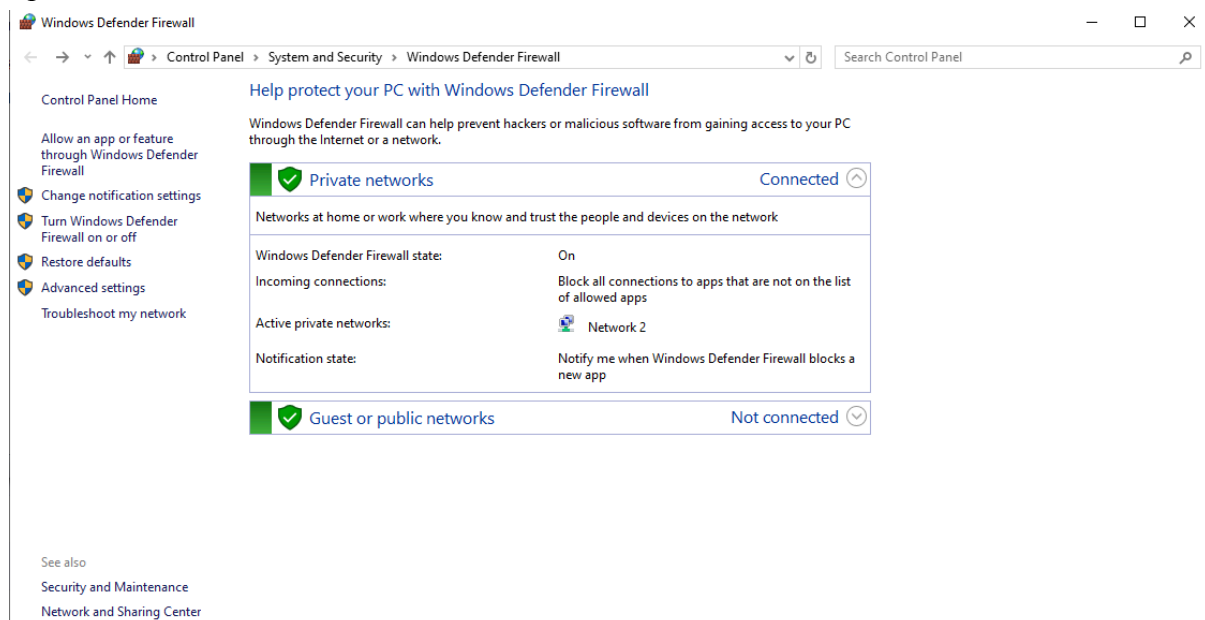 Windows Defender Firewall
Control Panel > System and Security > Windows Defender Firewall
Search Control Panel
Control Panel Home
Allow an app or feature
through Windows Defender
Firewall
Change notification settings
Turn Windows Defender
Firewall on or off
Restore defaults
Advanced settings
Troubleshoot my network
Help protect your PC with Windows Defender Firewall
Windows Defender Firewall can help prevent hackers or malicious software from gaining access to your PC
through the Internet or a network.
Private networks
Connected
Networks at home or work where you know and trust the people and devices on the network
Windows Defender Firewall state:
On
Incoming connections:
Block all connections to apps that are not on the list
of allowed apps
Active private networks:
Network 2
Notification state:
Notify me when Windows Defender Firewall blocks a
new app
Guest or public networks
Not connected
See also
Security and Maintenance
Network and Sharing Center